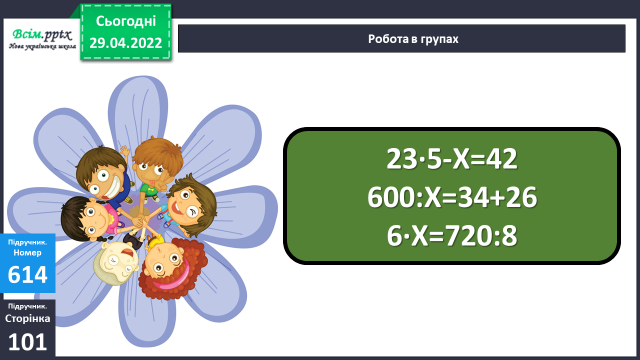 Всім.pptx
Нова українська школа
Сьогодні
29.04.2022
Робота в групах
23·5-Х=42
600:Х=34+26
6·Х=720:8
Підручник.
Номер
614
Підручник.
Сторінка
101